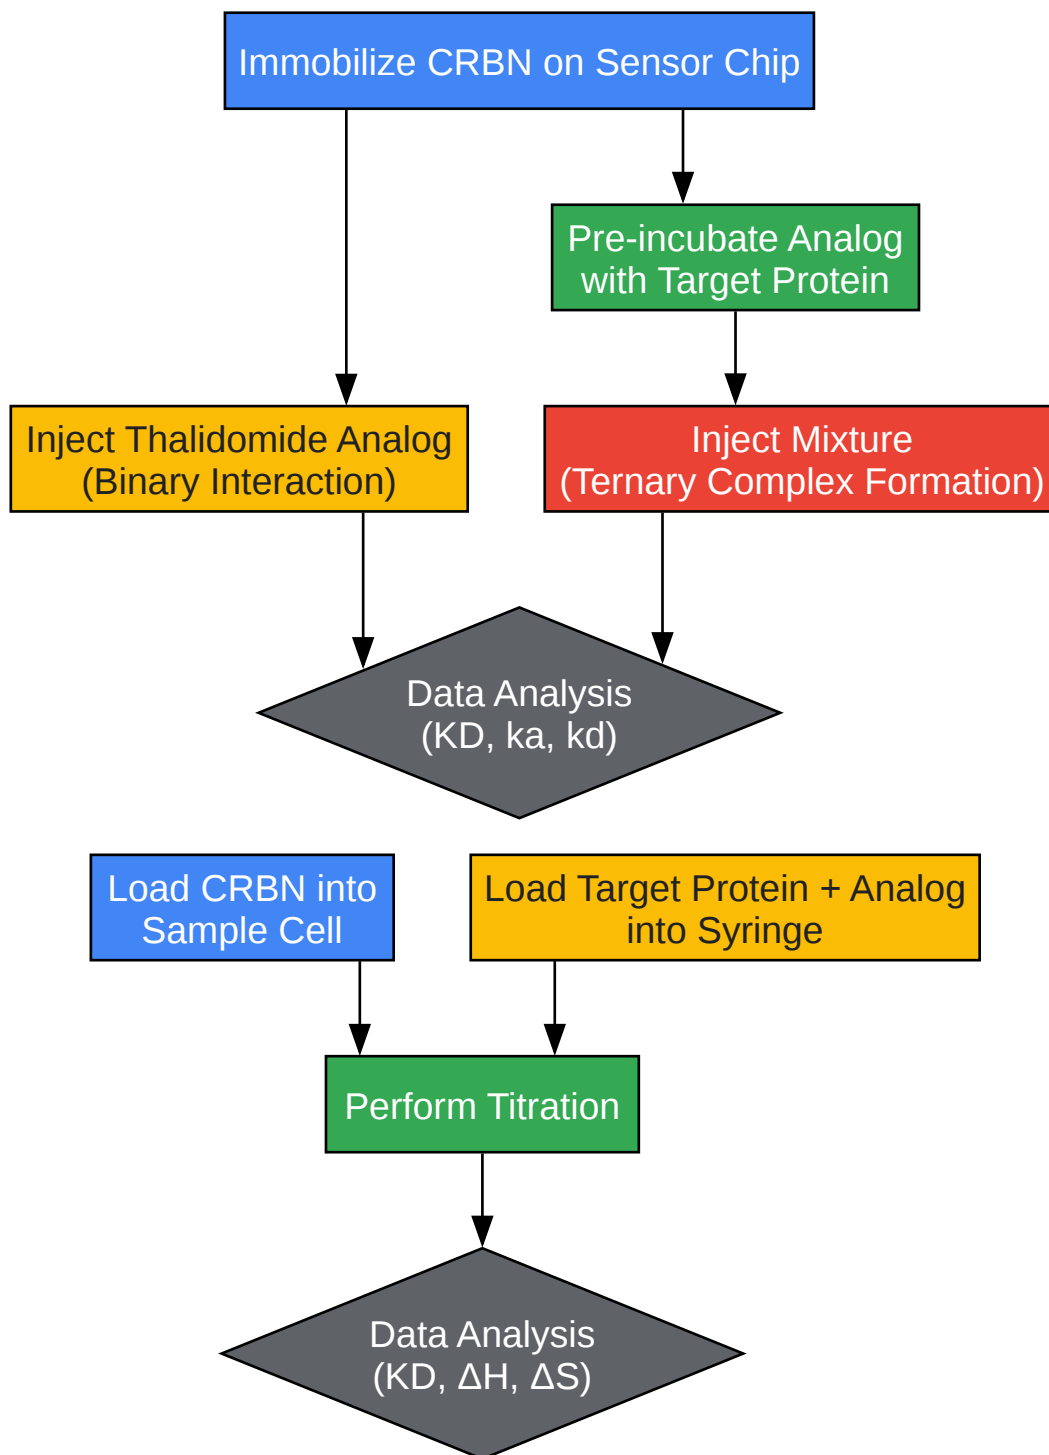 Immobilize CRBN on Sensor Chip
Pre-incubate Analog
with Target Protein
Inject Thalidomide Analog
(Binary Interaction)
Inject Mixture
(Ternary Complex Formation)
Data Analysis
(KD, ka, kd)
Load CRBN into
Sample Cell
Load Target Protein + Analog
into Syringe
Perform Titration
Data Analysis
(KD, ΔH, ΔS)